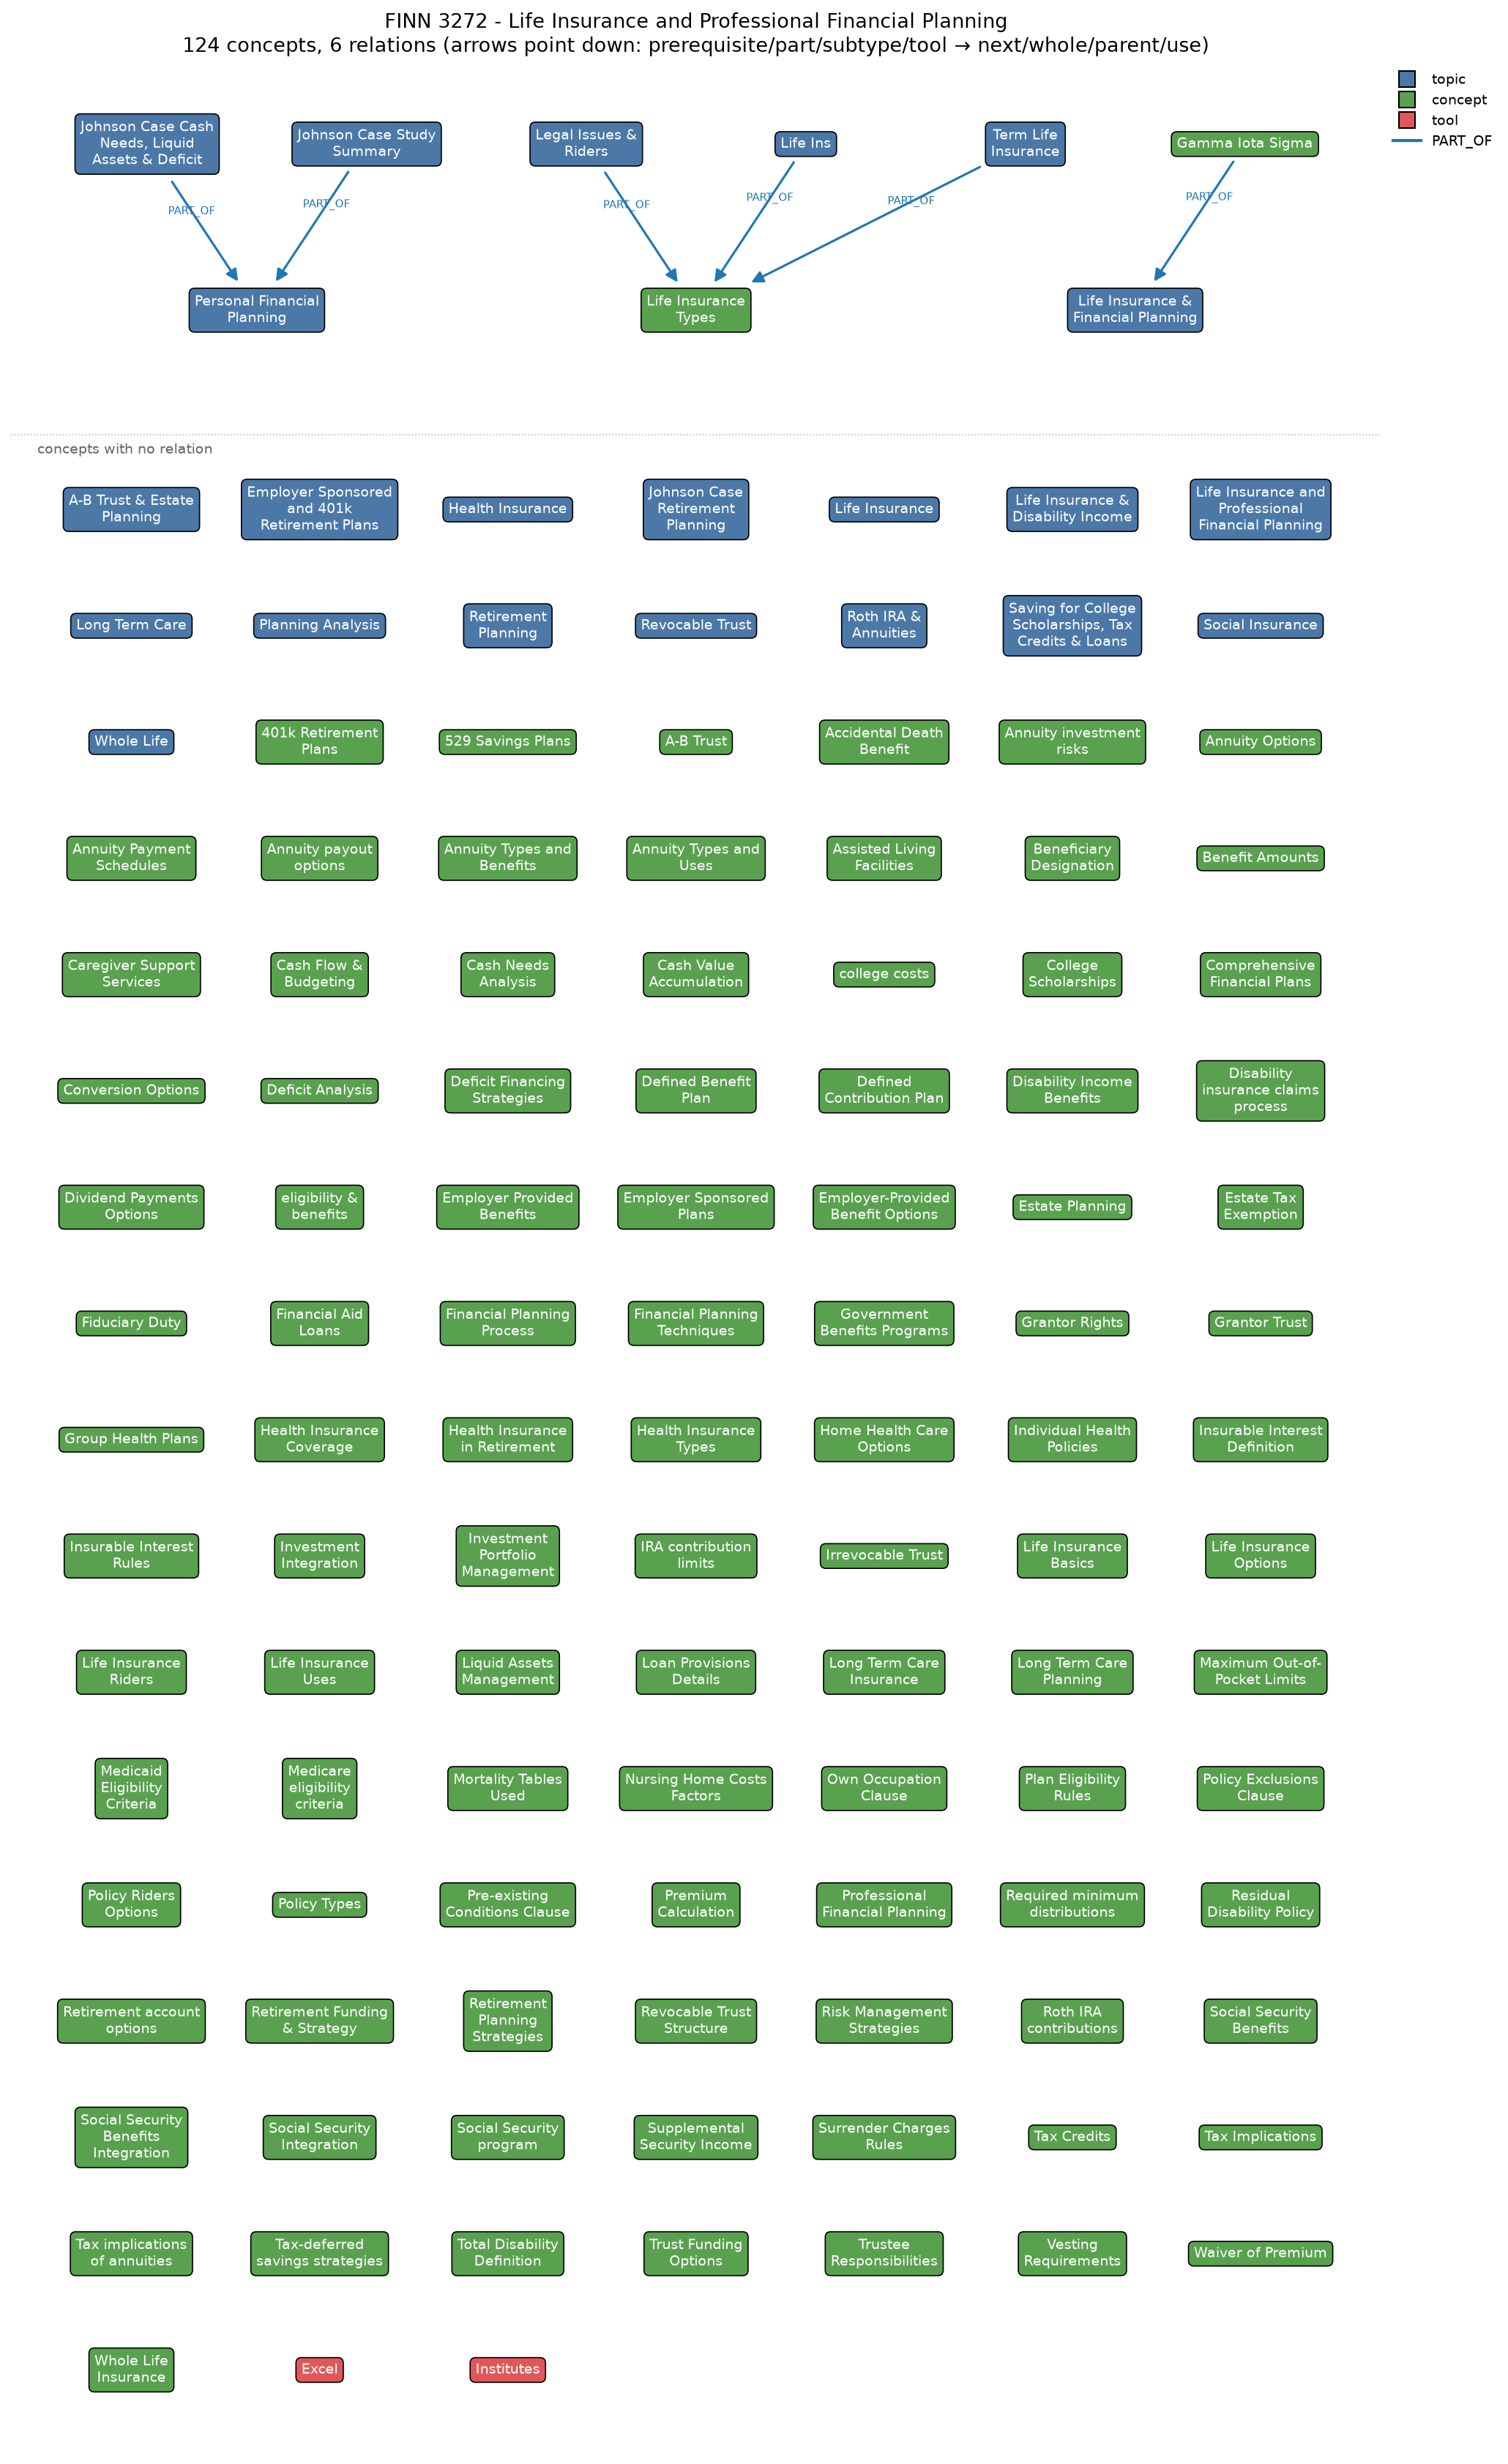 FINN 3272 - Life Insurance and Professional Financial Planning
124 concepts, 6 relations (arrows point down: prerequisite/part/subtype/tool → next/whole/parent/use)
topic
concept
tool
PART_OF
Johnson Case Cash
Needs, Liquid
Assets & Deficit
Johnson Case Study
Summary
Legal Issues &
Riders
Life Ins
Term Life
Insurance
Gamma Iota Sigma
PART_OF
PART_OF
PART_OF
PART_OF
PART_OF
PART_OF
Personal Financial
Planning
Life Insurance
Types
Life Insurance &
Financial Planning
concepts with no relation
A-B Trust & Estate
Planning
Employer Sponsored
and 401k
Retirement Plans
Health Insurance
Johnson Case
Retirement
Planning
Life Insurance
Life Insurance &
Disability Income
Life Insurance and
Professional
Financial Planning
Long Term Care
Planning Analysis
Retirement
Planning
Revocable Trust
Roth IRA &
Annuities
Saving for College
Scholarships, Tax
Credits & Loans
Social Insurance
Whole Life
401k Retirement
Plans
529 Savings Plans
A-B Trust
Accidental Death
Benefit
Annuity investment
risks
Annuity Options
Annuity Payment
Schedules
Annuity payout
options
Annuity Types and
Benefits
Annuity Types and
Uses
Assisted Living
Facilities
Beneficiary
Designation
Benefit Amounts
Caregiver Support
Services
Cash Flow &
Budgeting
Cash Needs
Analysis
Cash Value
Accumulation
college costs
College
Scholarships
Comprehensive
Financial Plans
Conversion Options
Deficit Analysis
Deficit Financing
Strategies
Defined Benefit
Plan
Defined
Contribution Plan
Disability Income
Benefits
Disability
insurance claims
process
Dividend Payments
Options
eligibility &
benefits
Employer Provided
Benefits
Employer Sponsored
Plans
Employer-Provided
Benefit Options
Estate Planning
Estate Tax
Exemption
Fiduciary Duty
Financial Aid
Loans
Financial Planning
Process
Financial Planning
Techniques
Government
Benefits Programs
Grantor Rights
Grantor Trust
Group Health Plans
Health Insurance
Coverage
Health Insurance
in Retirement
Health Insurance
Types
Home Health Care
Options
Individual Health
Policies
Insurable Interest
Definition
Insurable Interest
Rules
Investment
Integration
Investment
Portfolio
Management
IRA contribution
limits
Irrevocable Trust
Life Insurance
Basics
Life Insurance
Options
Life Insurance
Riders
Life Insurance
Uses
Liquid Assets
Management
Loan Provisions
Details
Long Term Care
Insurance
Long Term Care
Planning
Maximum Out-of-
Pocket Limits
Medicaid
Eligibility
Criteria
Medicare
eligibility
criteria
Mortality Tables
Used
Nursing Home Costs
Factors
Own Occupation
Clause
Plan Eligibility
Rules
Policy Exclusions
Clause
Policy Riders
Options
Policy Types
Pre-existing
Conditions Clause
Premium
Calculation
Professional
Financial Planning
Required minimum
distributions
Residual
Disability Policy
Retirement account
options
Retirement Funding
& Strategy
Retirement
Planning
Strategies
Revocable Trust
Structure
Risk Management
Strategies
Roth IRA
contributions
Social Security
Benefits
Social Security
Benefits
Integration
Social Security
Integration
Social Security
program
Supplemental
Security Income
Surrender Charges
Rules
Tax Credits
Tax Implications
Tax implications
of annuities
Tax-deferred
savings strategies
Total Disability
Definition
Trust Funding
Options
Trustee
Responsibilities
Vesting
Requirements
Waiver of Premium
Whole Life
Insurance
Excel
Institutes